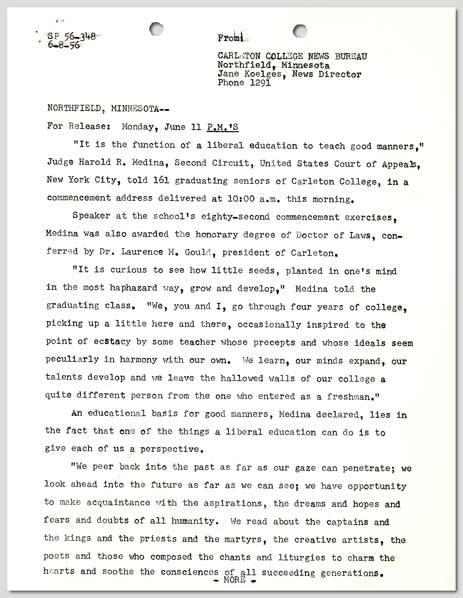 SP 56-348
6-8-56
From:
CARLETON COLLEGE NEWS BUREAU
Northfield, Minnesota
Jane Koelges, News Director
Phone 1291
NORTHFIELD, MINNESOTA--
For Release: Monday, June 11 P.M.'S
"It is the function of a liberal education to teach good manners,"
Judge Harold R. Medina, Second Circuit, United States Court of Appeals,
New York City, told 161 graduating seniors of Carleton College, in a
commencement address delivered at 10:00 a.m. this morning.
Speaker at the school's eighty-second commencement exercises,
Medina was also awarded the honorary degree of Doctor of Laws, con-
ferred by Dr. Laurence M. Gould, president of Carleton.
"It is curious to see how little seeds, planted in one's mind
in the most haphazard way, grow and develop," Medina told the
graduating class. "We, you and I, go through four years of college,
picking up a little here and there, occasionally inspired to the
point of ecstacy by some teacher whose precepts and whose ideals seem
peculiarly in harmony with our own. We learn, our minds expand, our
talents develop and we leave the hallowed walls of our college a
quite different person from the one who entered as a freshman."
An educational basis for good manners, Medina declared, lies in
the fact that one of the things a liberal education can do is to
give each of us a perspective.
"We peer back into the past as far as our gaze can penetrate; we
look ahead into the future as far as we can see; we have opportunity
to make acquaintance with the aspirations, the dreams and hopes and
fears and doubts of all humanity. We read about the captains and
the kings and the priests and the martyrs, the creative artists, the
poets and those who composed the chants and liturgies to charm the
hearts and soothe the consciences of all succeeding generations.
- MORE -